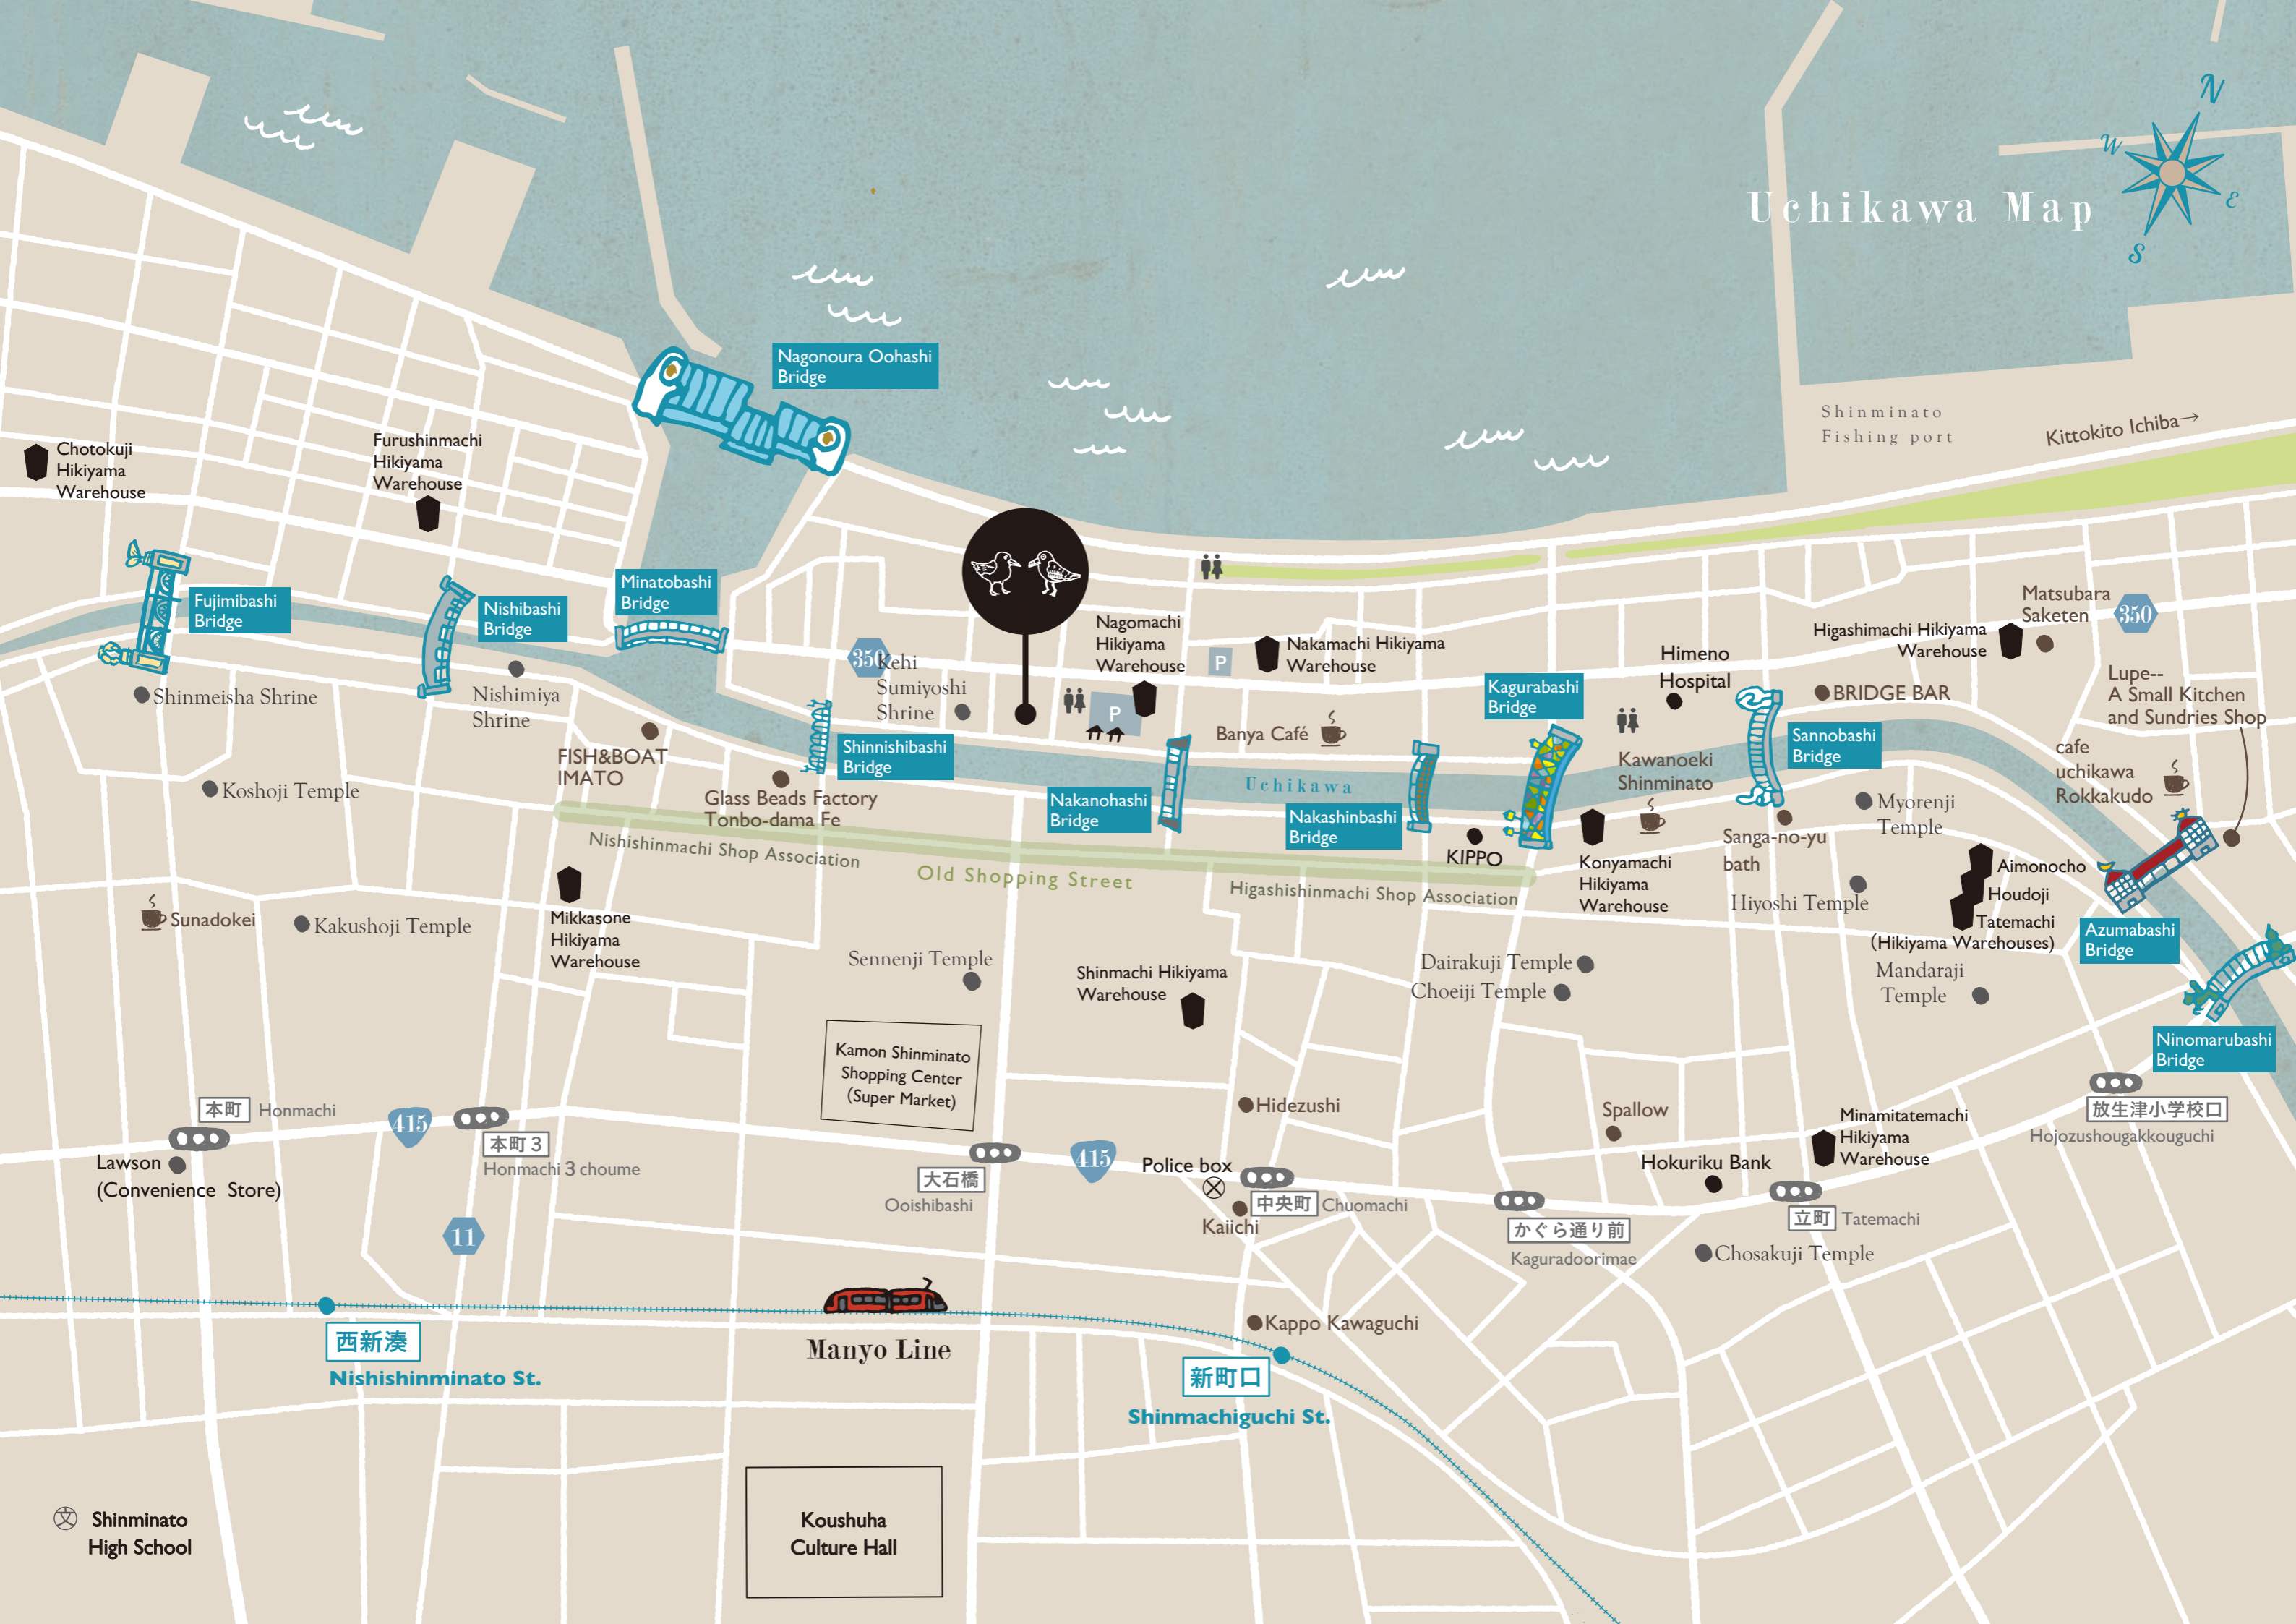 N
W
E
S
Uchikawa Map
Nagonoura Oohashi
Bridge
Shinminato
Fishing port
Kittokito Ichiba→
Chotokuji
Hikiyama
Warehouse
Furushinmachi
Hikiyama
Warehouse
Fujimibashi
Bridge
Nishibashi
Bridge
Minatobashi
Bridge
Shinmeisha Shrine
Nishimiya
Shrine
350
Kehi
Sumiyoshi
Shrine
Nagomachi
Hikiyama
Warehouse
P
P
Nakamachi Hikiyama
Warehouse
Himeno
Hospital
Higashimachi Hikiyama
Warehouse
Matsubara
Saketen
350
Kagurabashi
Bridge
BRIDGE BAR
Lupe--
A Small Kitchen
and Sundries Shop
FISH&BOAT
IMATO
Shinnishibashi
Bridge
Banya Café
Sannobashi
Bridge
Kawanoeki
Shinminato
cafe
uchikawa
Rokkakudo
Koshoji Temple
Glass Beads Factory
Tonbo-dama Fe
Nakanohashi
Bridge
Uchikawa
Nakashinbashi
Bridge
Myorenji
Temple
Sanga-no-yu
bath
KIPPO
Konyamachi
Hikiyama
Warehouse
Nishishinmachi Shop Association
Old Shopping Street
Higashishinmachi Shop Association
Aimonocho
Houdoji
Tatemachi
(Hikiyama Warehouses)
Hiyoshi Temple
Azumabashi
Bridge
Sunadokei
Kakushoji Temple
Mikkasone
Hikiyama
Warehouse
Sennenji Temple
Shinmachi Hikiyama
Warehouse
Dairakuji Temple
Choeiji Temple
Mandaraji
Temple
Ninomarubashi
Bridge
Kamon Shinminato
Shopping Center
(Super Market)
本町 Honmachi
415
本町３
Honmachi 3 choume
Lawson
(Convenience Store)
大石橋
Ooishibashi
415
Hidezushi
Police box
中央町 Chuomachi
Kaiichi
Spallow
Hokuriku Bank
かぐら通り前
Kaguradoorimae
Minamitatemachi
Hikiyama
Warehouse
立町 Tatemachi
放生津小学校口
Hojozushougakkouguchi
Chosakuji Temple
11
西新湊
Nishishinminato St.
Manyo Line
Kappo Kawaguchi
新町口
Shinmachiguchi St.
文
Shinminato
High School
Koushuha
Culture Hall